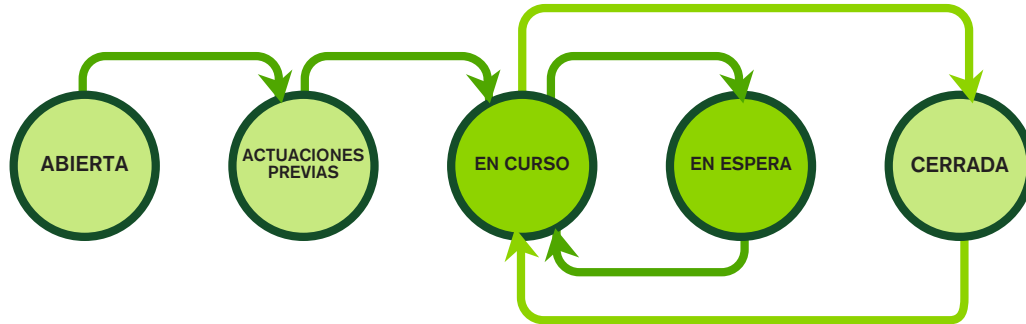 ABIERTA
ACTUACIONES
PREVIAS
EN CURSO
EN ESPERA
CERRADA